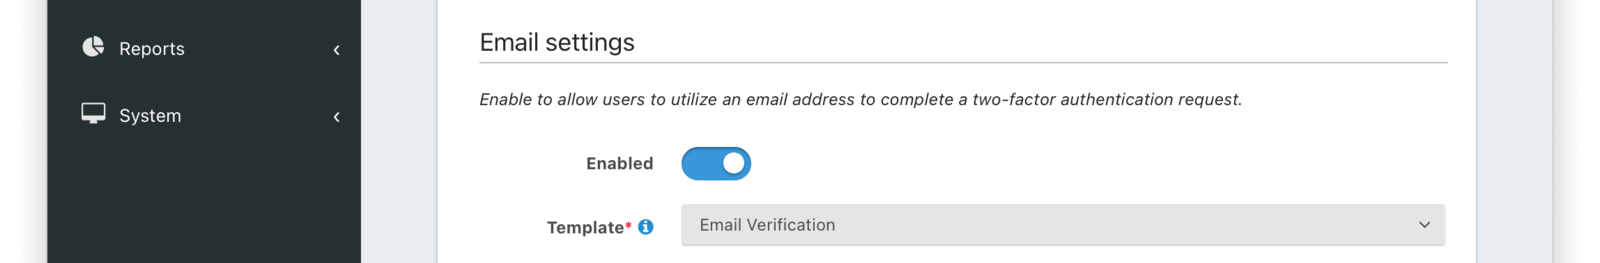 Reports
System
Email settings
Enable to allow users to utilize an email address to complete a two-factor authentication request.
Enabled
Template*
Email Verification